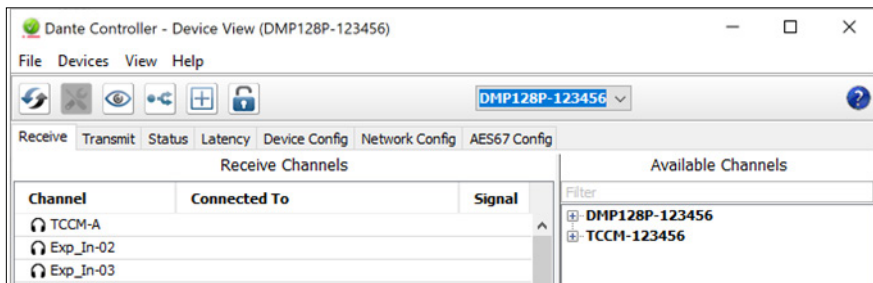 Dante Controller - Device View (DMP128P-123456)
File Devices View Help
DMP128P-123456
Receive Transmit Status Latency Device Config Network Config AES67 Config
Receive Channels
Available Channels
Channel Connected To Signal
Filter
TCCM-A
DMP128P-123456
Exp_In-02
TCCM-123456
Exp_In-03